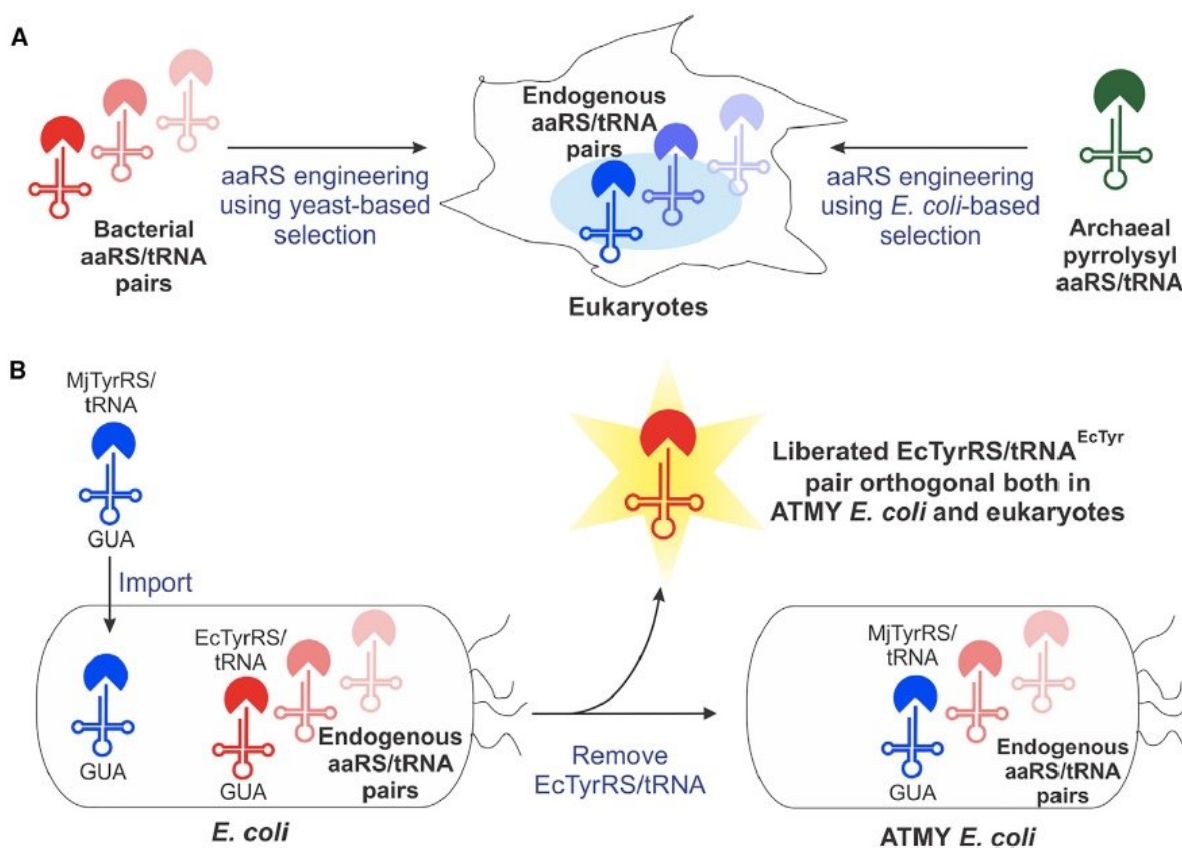 A
Bacterial
aaRS/tRNA
pairs
aaRS engineering
using yeast-based
selection
Endogenous
aaRS/tRNA
pairs
Eukaryotes
aaRS engineering
using E. coli-based
selection
Archaeal
pyrrolysyl
aaRS/tRNA
B
MjTyrRS/
tRNA
GUA
Import
GUA
EcTyrRS/
tRNA
GUA
Endogenous
aaRS/tRNA
pairs
E. coli
Liberated EcTyrRS/tRNA^EcTyr
pair orthogonal both in
ATMY E. coli and eukaryotes
Remove
EcTyrRS/tRNA
MjTyrRS/
tRNA
GUA
Endogenous
aaRS/tRNA
pairs
ATMY E. coli